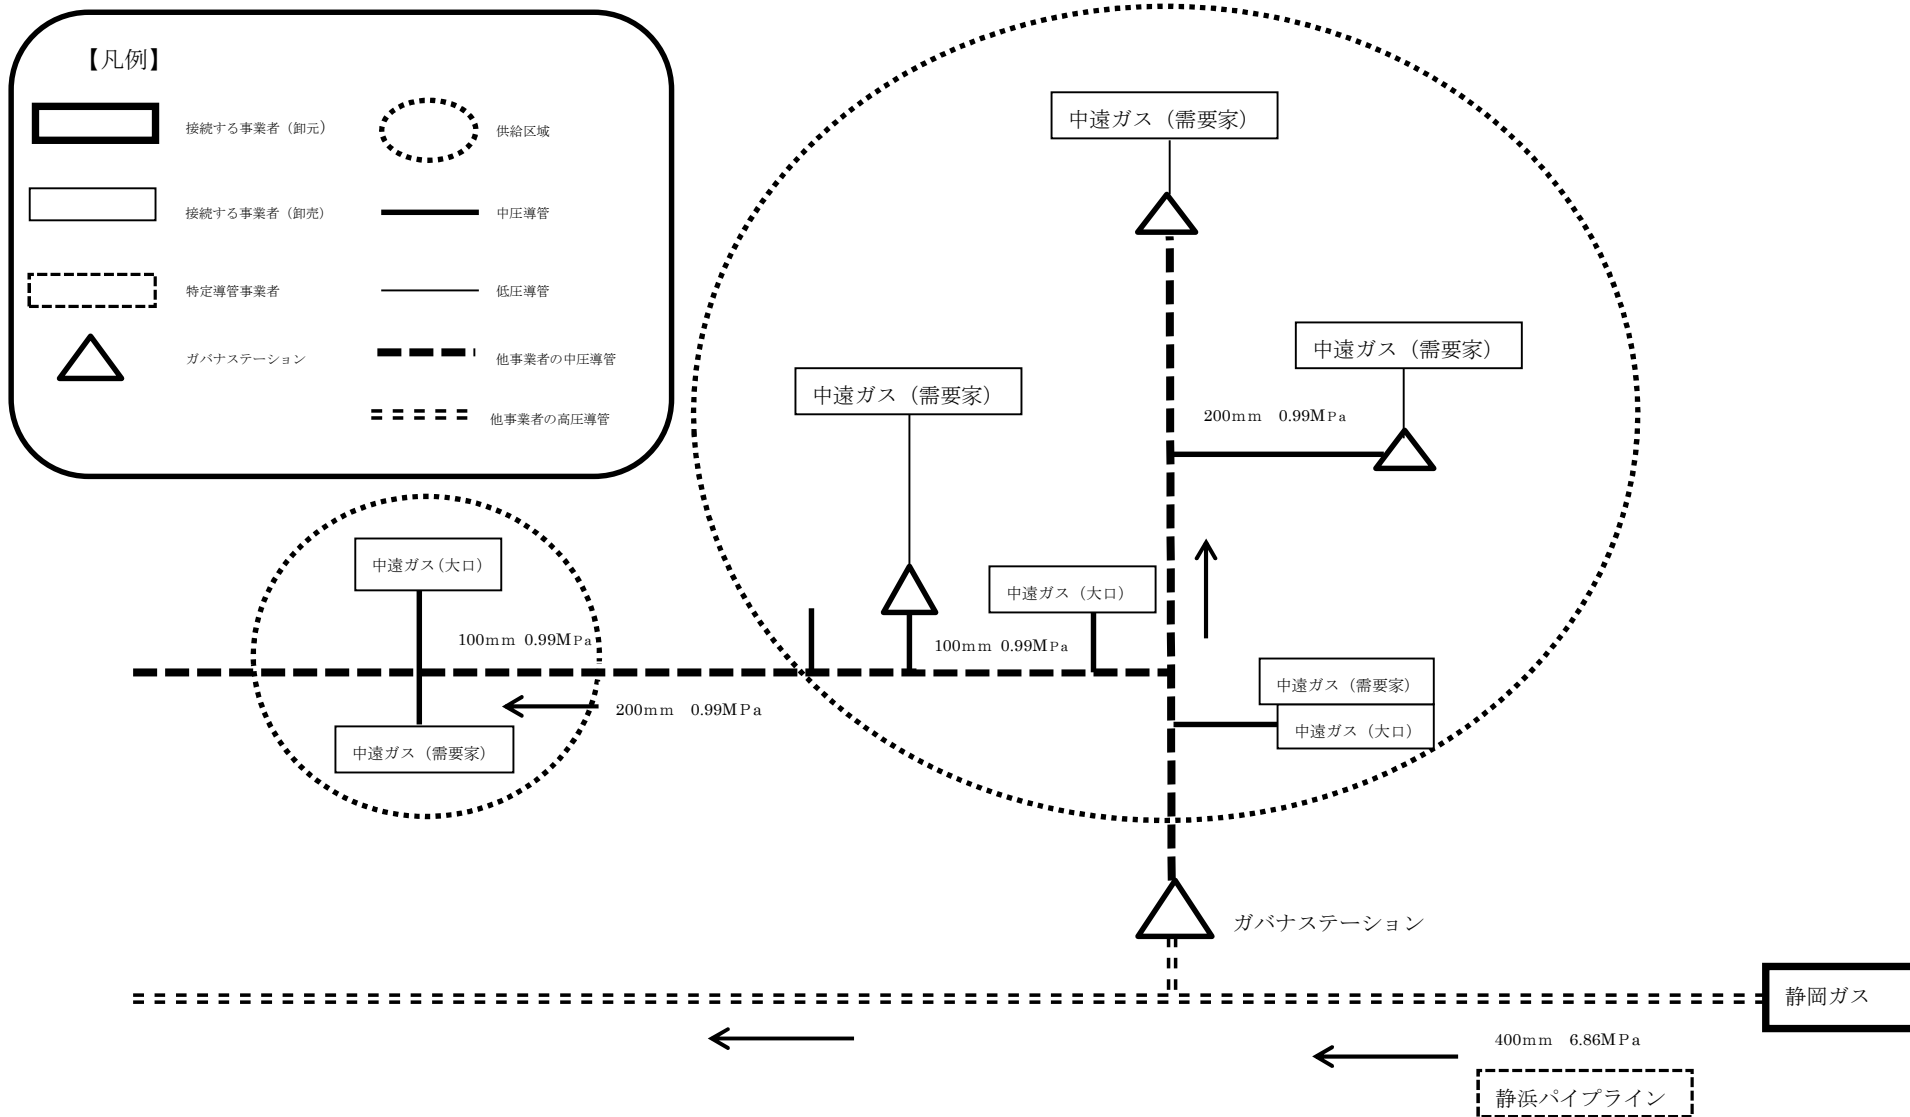 【凡例】
接続する事業者（卸元）
供給区域
接続する事業者（卸売）
中圧導管
特定導管事業者
低圧導管
ガバナステーション
他事業者の中圧導管
他事業者の高圧導管
中遠ガス（需要家）
中遠ガス（需要家）
中遠ガス（需要家）
200mm 0.99MPa
中遠ガス（大口）
中遠ガス（大口）
100mm 0.99MPa
100mm 0.99MPa
中遠ガス（需要家）
200mm 0.99MPa
中遠ガス（大口）
中遠ガス（需要家）
ガバナステーション
静岡ガス
400mm 6.86MPa
静浜パイプライン